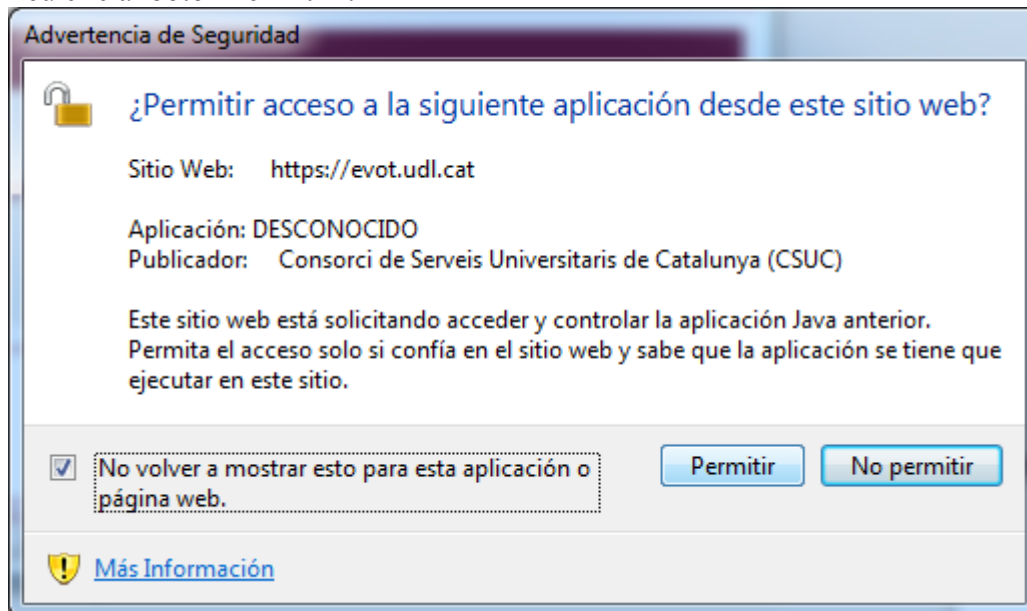 Advertencia de Seguridad
¿Permitir acceso a la siguiente aplicación desde este sitio web?
Sitio Web: https://evot.udl.cat
Aplicación: DESCONOCIDO
Publicador: Consorci de Serveis Universitaris de Catalunya (CSUC)
Este sitio web está solicitando acceder y controlar la aplicación Java anterior.
Permita el acceso solo si confía en el sitio web y sabe que la aplicación se tiene que
ejecutar en este sitio.
No volver a mostrar esto para esta aplicación o
página web.
Permitir
No permitir
Más Información